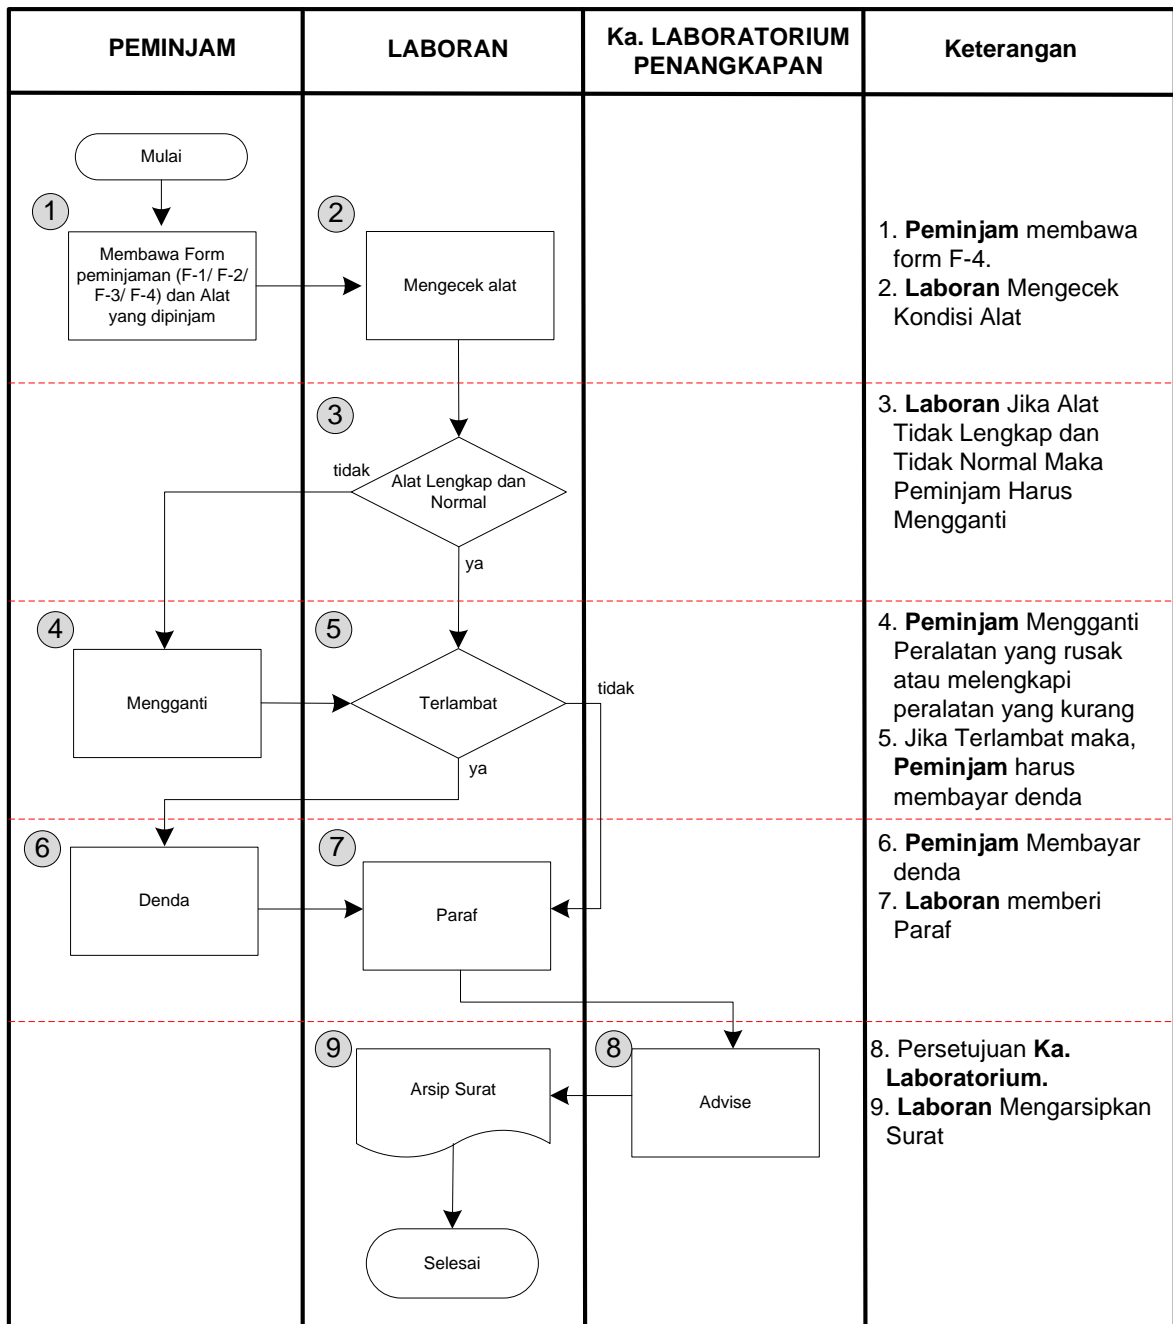 PEMINJAM
LABORAN
Ka. LABORATORIUM
PENANGKAPAN
Keterangan
Mulai
1
Membawa Form
peminjaman (F-1/ F-2/
F-3/ F-4) dan Alat
yang dipinjam
2
Mengecek alat
1. Peminjam membawa
form F-4.
2. Laboran Mengecek
Kondisi Alat
3
tidak
Alat Lengkap dan
Normal
ya
3. Laboran Jika Alat
Tidak Lengkap dan
Tidak Normal Maka
Peminjam Harus
Mengganti
4
Mengganti
5
Terlambat
tidak
ya
4. Peminjam Mengganti
Peralatan yang rusak
atau melengkapi
peralatan yang kurang
5. Jika Terlambat maka,
Peminjam harus
membayar denda
6
Denda
7
Paraf
6. Peminjam Membayar
denda
7. Laboran memberi
Paraf
9
Arsip Surat
8
Advise
8. Persetujuan Ka.
Laboratorium.
9. Laboran Mengarsipkan
Surat
Selesai